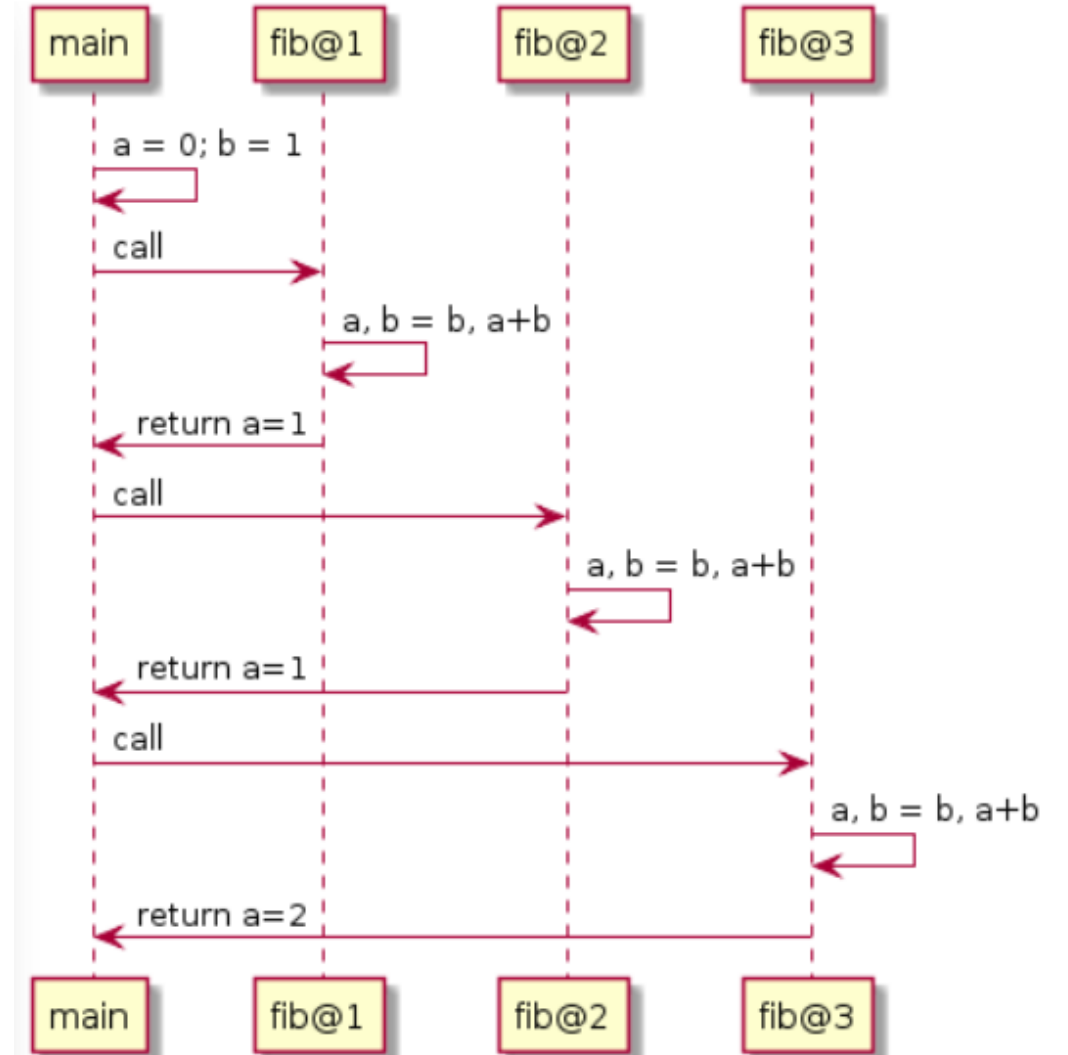 main fib@1 fib@2 fib@3
a = 0; b = 1
call
a, b = b, a+b
return a=1
call
a, b = b, a+b
return a=1
call
a, b = b, a+b
return a=2
main fib@1 fib@2 fib@3